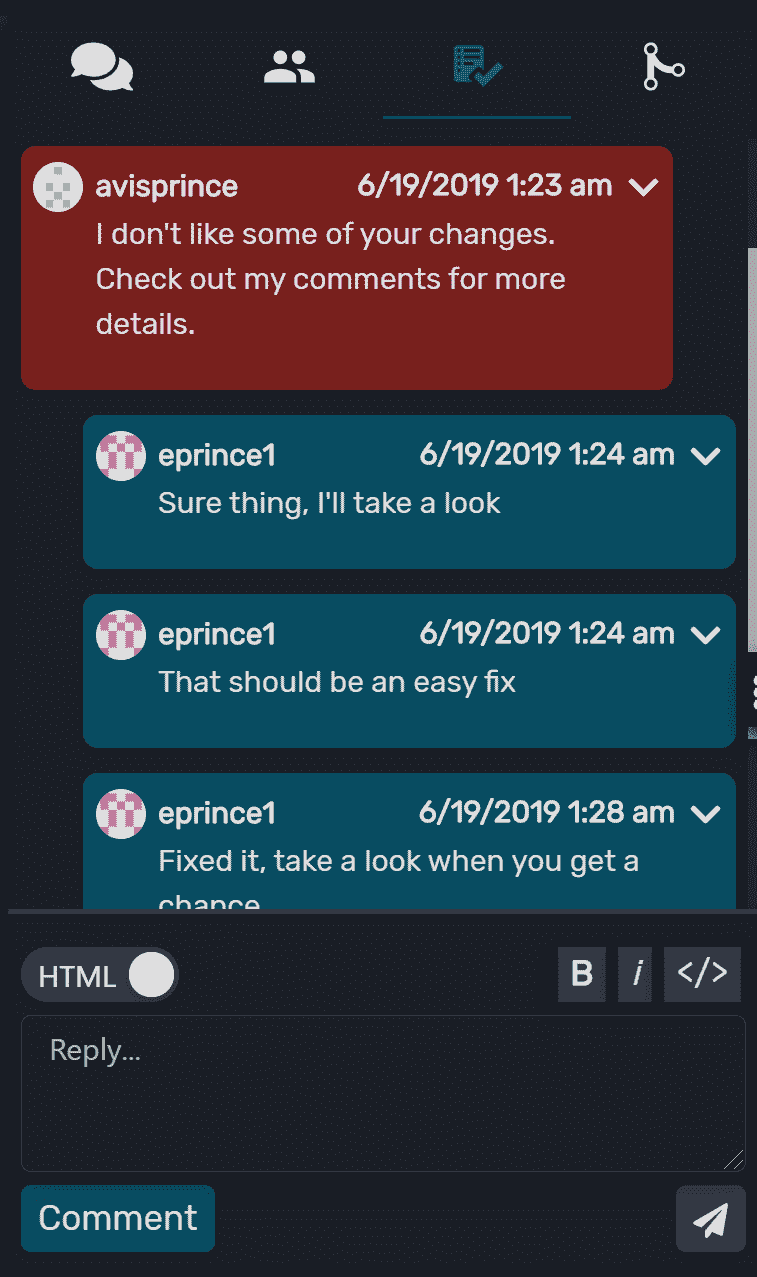 avisprince 6/19/2019 1:23 am
I don't like some of your changes.
Check out my comments for more
details.
eprince1 6/19/2019 1:24 am
Sure thing, I'll take a look
eprince1 6/19/2019 1:24 am
That should be an easy fix
eprince1 6/19/2019 1:28 am
Fixed it, take a look when you get a
chance
HTML B i </>
Reply...
Comment